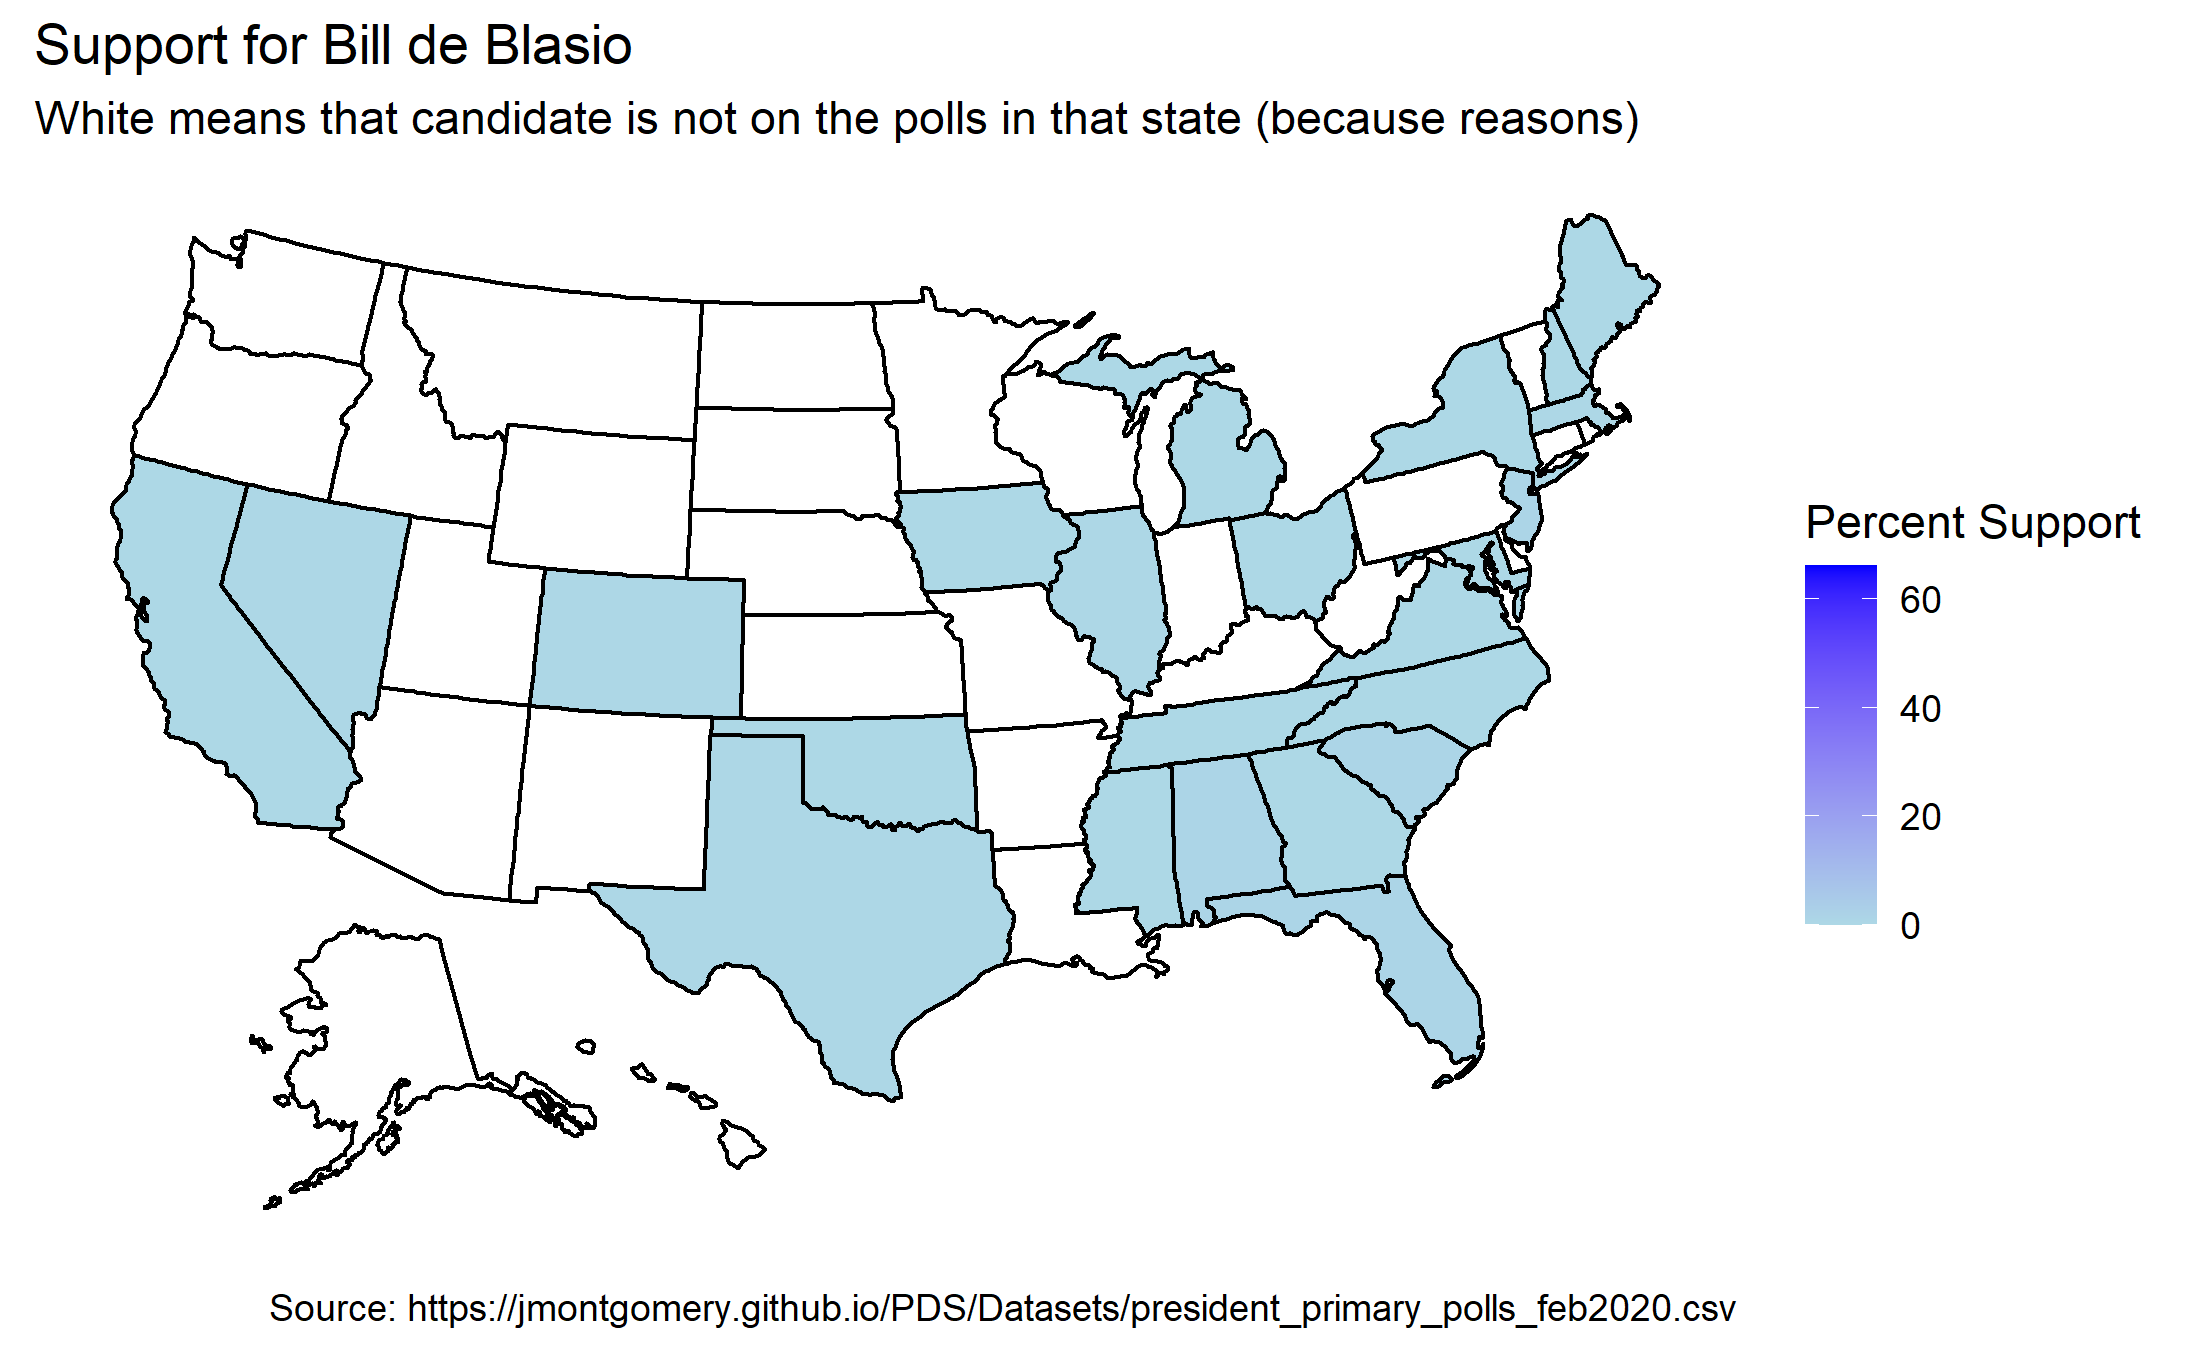 Support for Bill de Blasio
White means that candidate is not on the polls in that state (because reasons)
Percent Support
60
40
20
0
Source: https://jmontgomery.github.io/PDS/Datasets/president_primary_polls_feb2020.csv